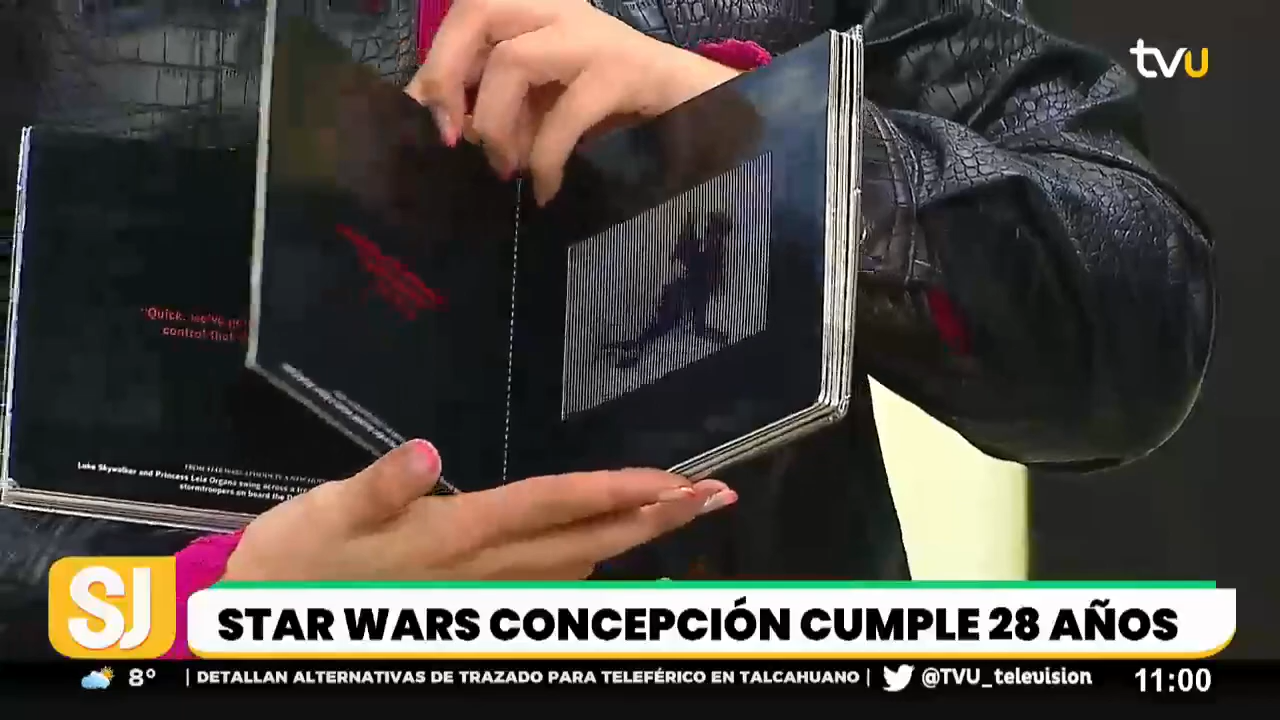 tvu
"Quick, we've got
control that
Luke Skywalker and Princess Leia Organa swing across a
stormtroopers on board the
SJ
STAR WARS CONCEPCIÓN CUMPLE 28 AÑOS
8° | DETALLAN ALTERNATIVAS DE TRAZADO PARA TELEFÉRICO EN TALCAHUANO | @TVU_television 11:00